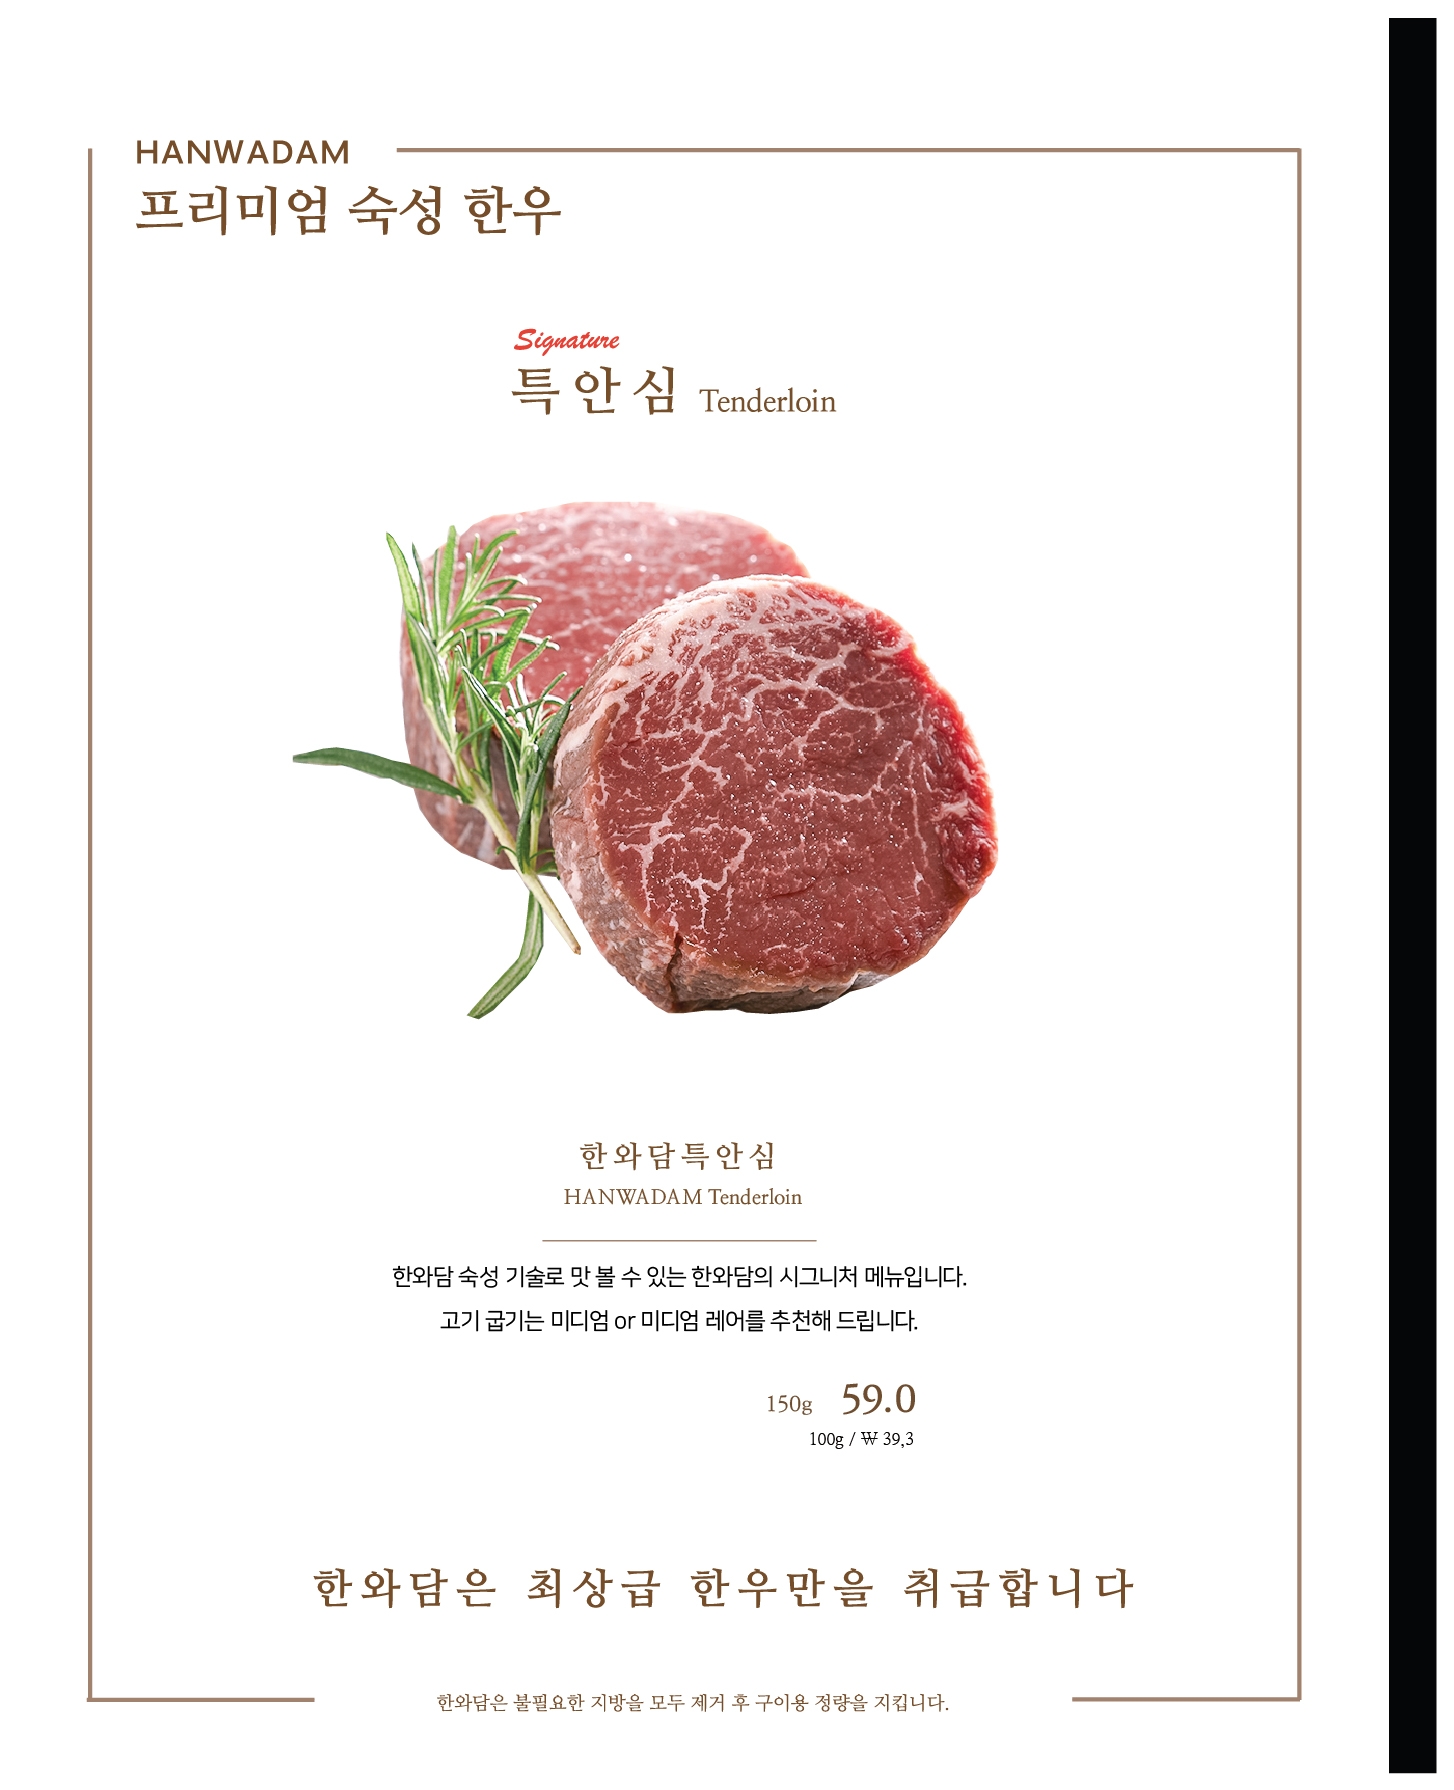 HANWADAM
프리미엄 숙성 한우
Signature
특안심 Tenderloin
한와담특안심
HANWADAM Tenderloin
한와담 숙성 기술로 맛 볼 수 있는 한와담의 시그니처 메뉴입니다.
고기 굽기는 미디엄 or 미디엄 레어를 추천해 드립니다.
150g 59.0
100g / ₩ 39,3
한와담은 최상급 한우만을 취급합니다
한와담은 불필요한 지방을 모두 제거 후 구이용 정량을 지킵니다.